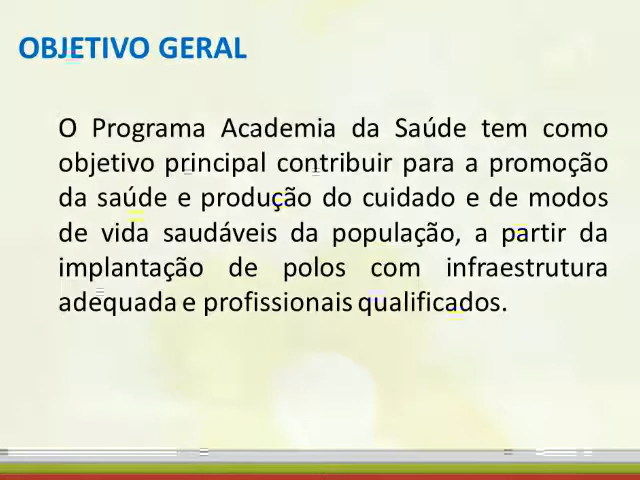 OBJETIVO GERAL
O Programa Academia da Saúde tem como
objetivo principal contribuir para a promoção
da saúde e produção do cuidado e de modos
de vida saudáveis da população, a partir da
implantação de polos com infraestrutura
adequada e profissionais qualificados.